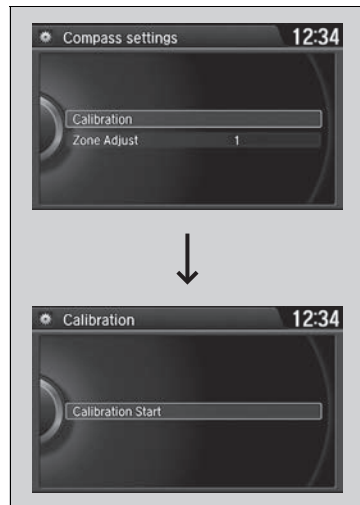 Compass settings 12:34
Calibration
Zone Adjust 1
Calibration 12:34
Calibration Start